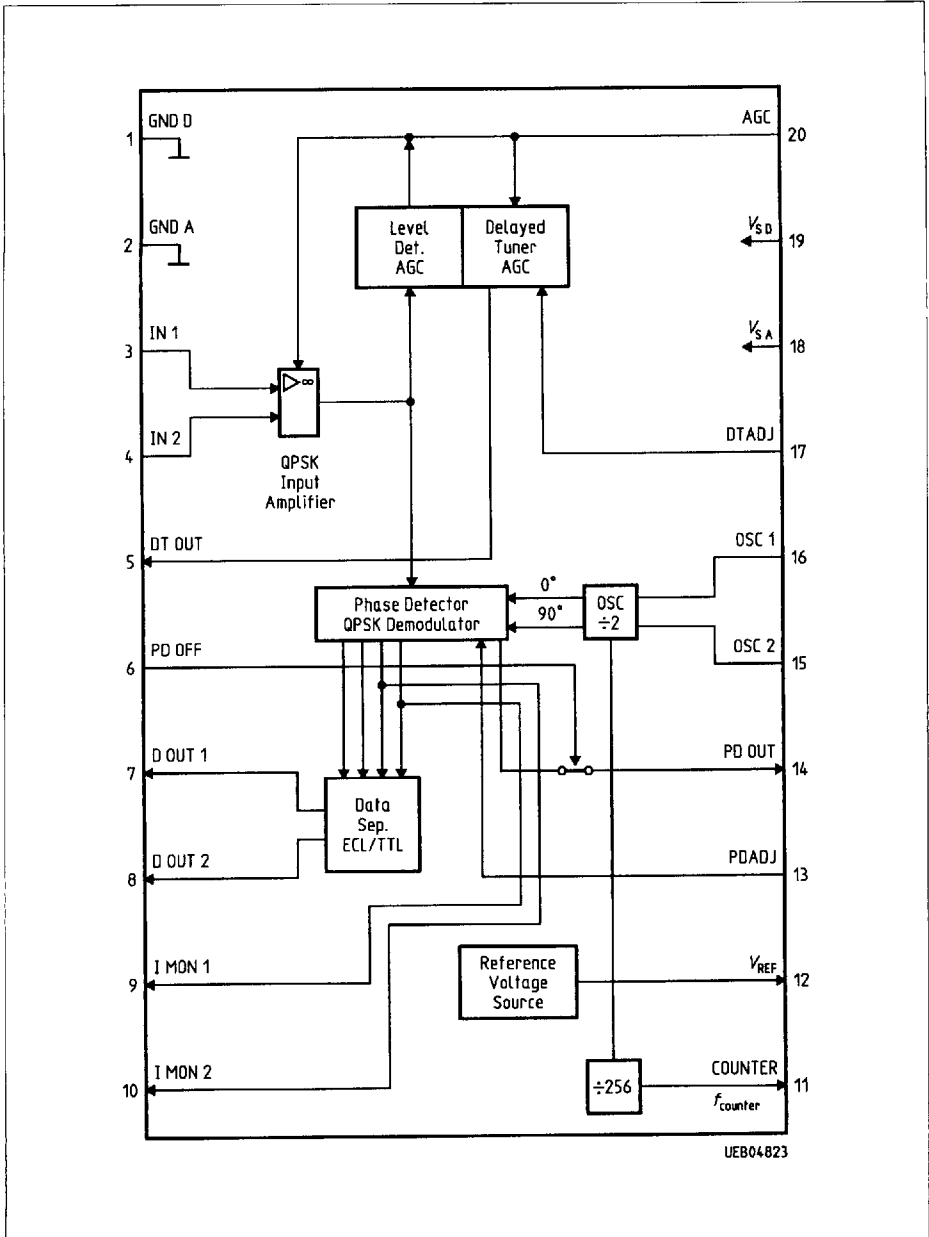 GND D
AGC
1
20
Level
Det.
AGC
Delayed
Tuner
AGC
GND A
V_SD
2
19
IN 1
V_SA
3
18
▷∞
IN 2
DTADJ
4
17
QPSK
Input
Amplifier
DT OUT
OSC 1
5
16
Phase Detector
QPSK Demodulator
0°
90°
OSC
÷2
PD OFF
OSC 2
6
15
D OUT 1
PD OUT
7
14
Data
Sep.
ECL/TTL
D OUT 2
PDADJ
8
13
I MON 1
Reference
Voltage
Source
V_REF
9
12
I MON 2
÷256
COUNTER
10
11
f_counter
UEB04823